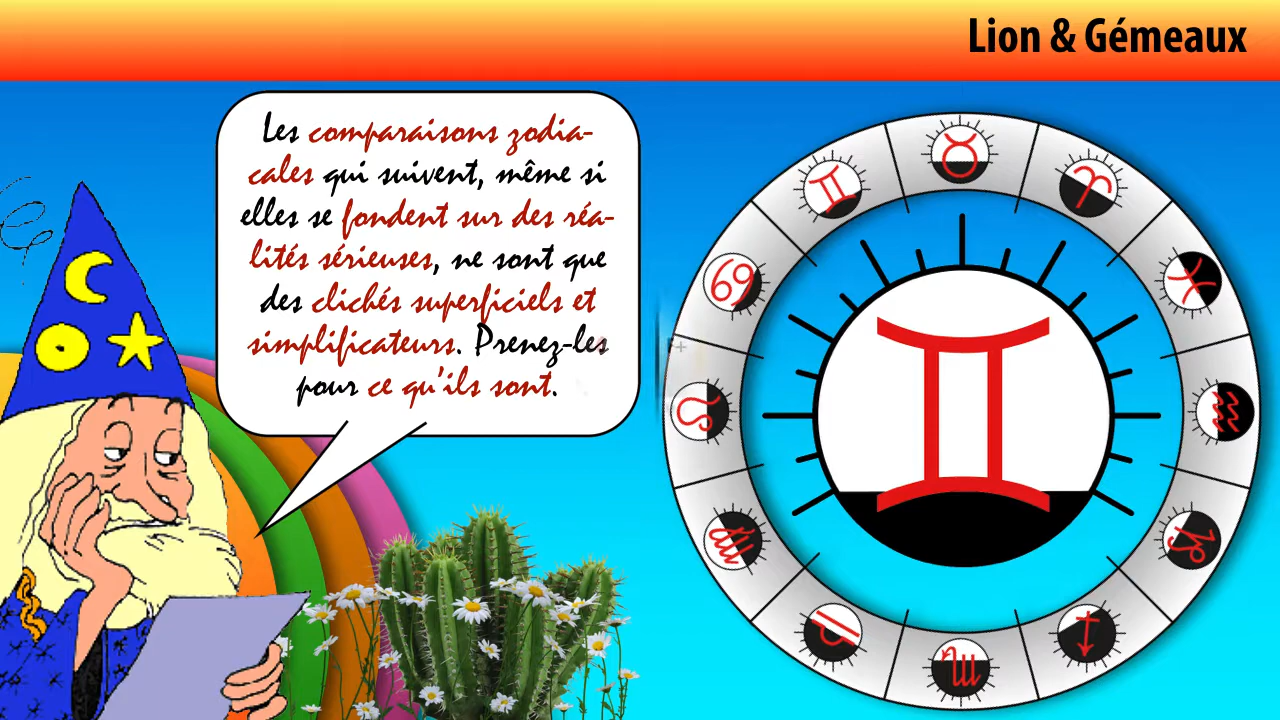 Lion & Gémeaux
Les comparaisons zodia-
cales qui suivent, même si
elles se fondent sur des réa-
lités sérieuses, ne sont que
des clichés superficiels et
simplificateurs. Prenez-les
pour ce qu'ils sont.